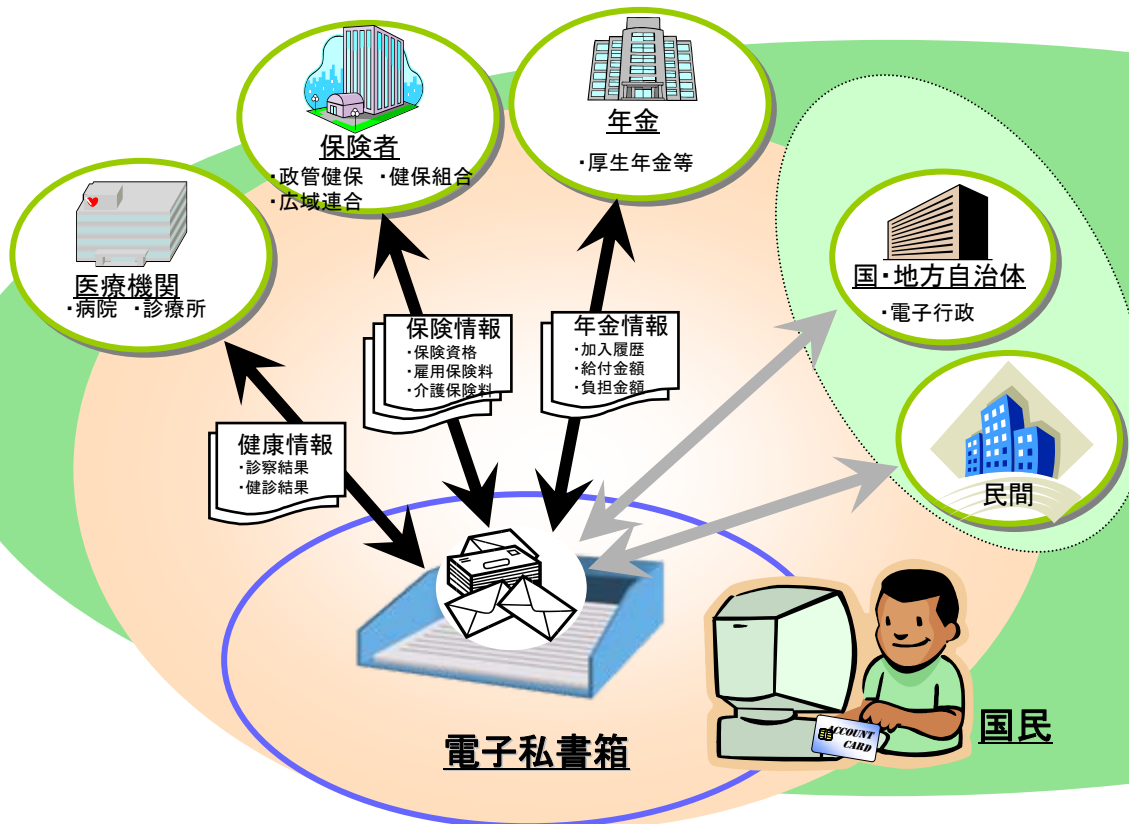 保険者
・政管健保 ・健保組合
・広域連合
年金
・厚生年金等
医療機関
・病院 ・診療所
国・地方自治体
・電子行政
民間
保険情報
・保険資格
・雇用保険料
・介護保険料
年金情報
・加入履歴
・給付金額
・負担金額
健康情報
・診察結果
・健診結果
電子私書箱
国民
ACCOUNT
CARD